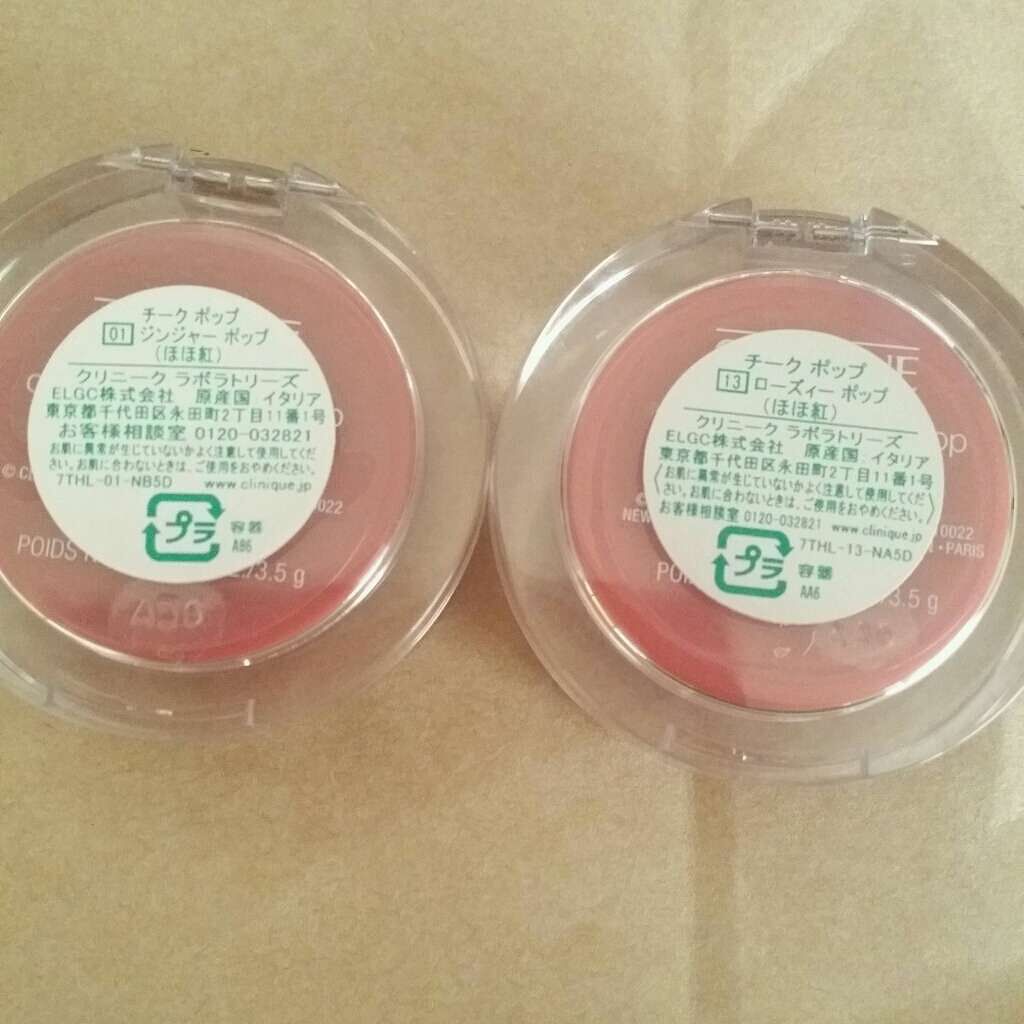 チーク ポップ
01 ジンジャー ポップ
(ほほ紅)
クリニーク ラボラトリーズ
ELGC株式会社 原産国 イタリア
東京都千代田区永田町2丁目11番1号
お客様相談室 0120-032821
お肌に異常が生じていないかよく注意して使用してくだ
さい。お肌に合わないときは、ご使用をおやめください。
7THL-01-NB5D www.clinique.jp
プラ 容器
AB6
0022
POIDS
3.5 g
A36
チーク ポップ
13 ローズィー ポップ
(ほほ紅)
クリニーク ラボラトリーズ
ELGC株式会社 原産国 イタリア
東京都千代田区永田町2丁目11番1号
お肌に異常が生じていないかよく注意して使用してくだ
さい。お肌に合わないときは、ご使用をおやめください。
お客様相談室 0120-032821 www.clinique.jp
7THL-13-NA5D
プラ 容器
AA6
NEW
0022
PARIS
3.5 g